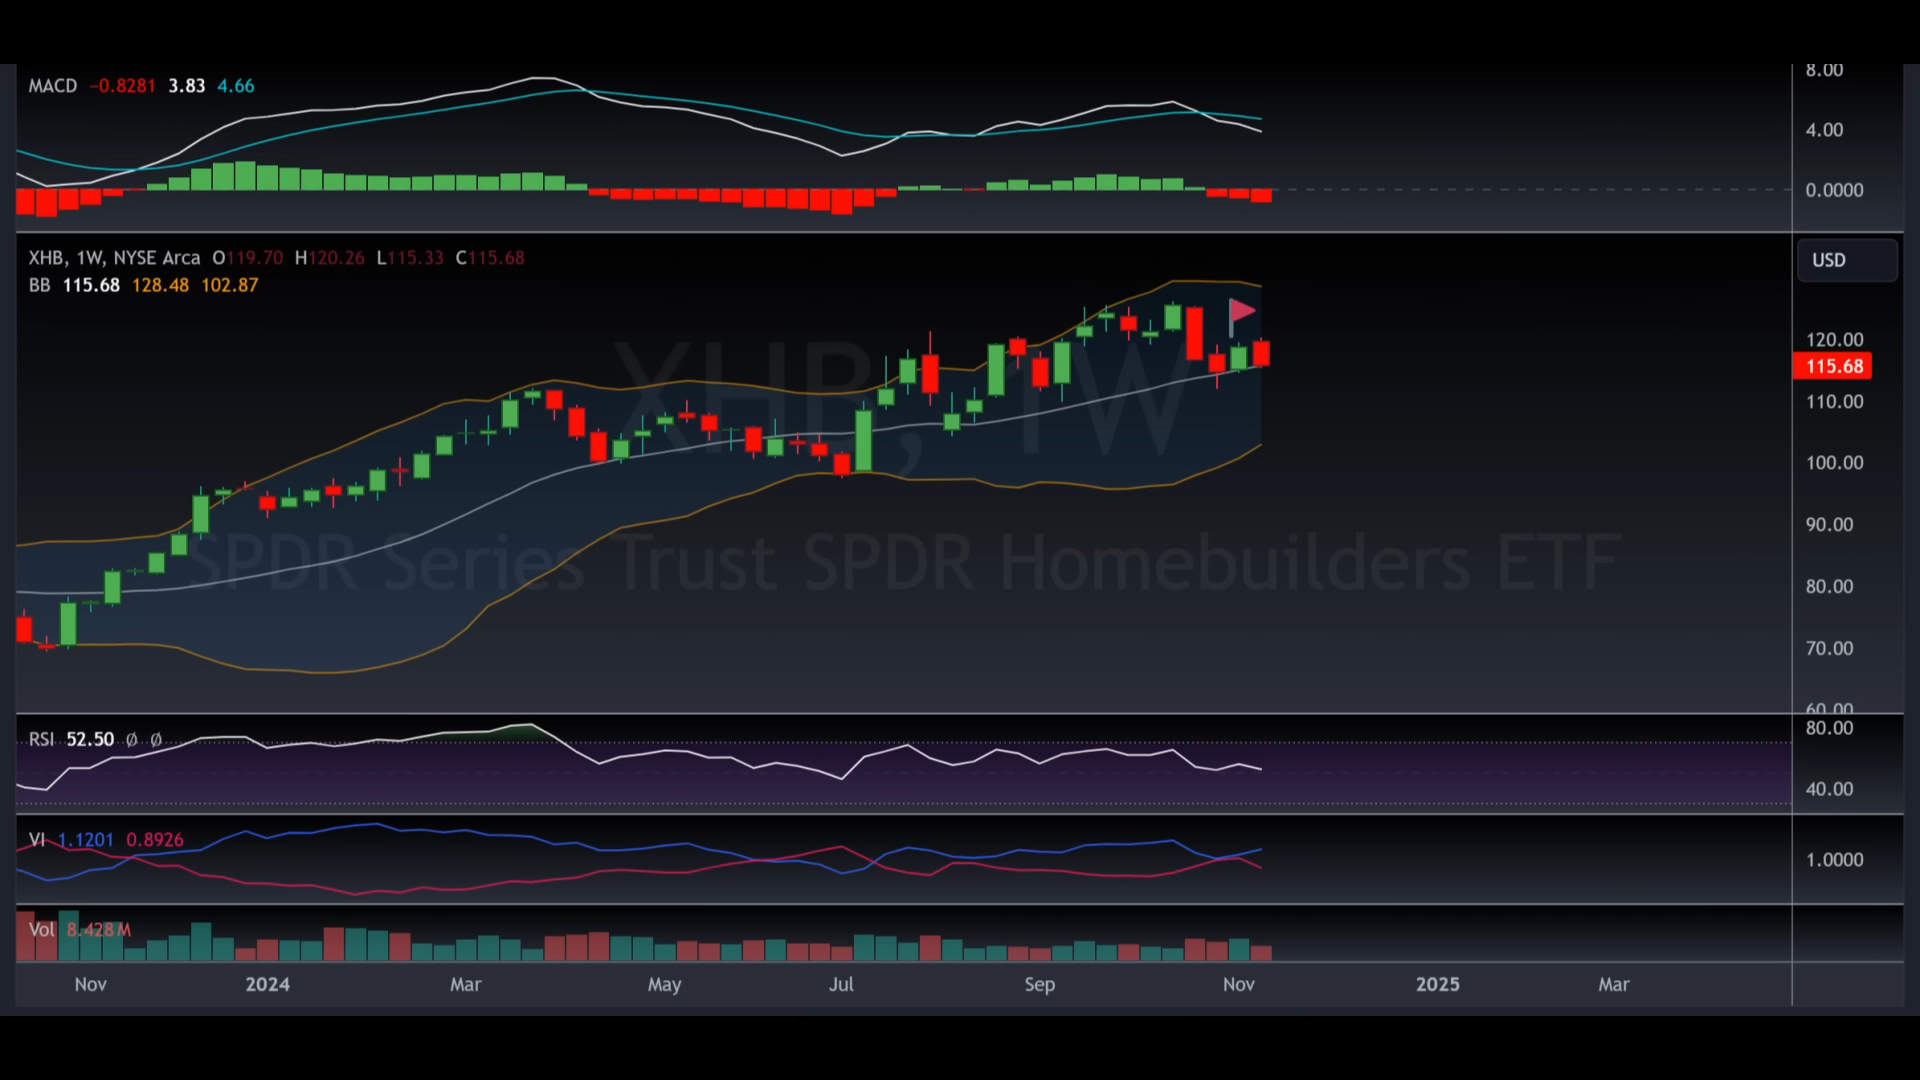 MACD −0.8281 3.83 4.66
8.00
4.00
0.0000
XHB, 1W, NYSE Arca O119.70 H120.26 L115.33 C115.68
USD
BB 115.68 128.48 102.87
XHB, 1W
SPDR Series Trust SPDR Homebuilders ETF
120.00
115.68
110.00
100.00
90.00
80.00
70.00
60.00
RSI 52.50 Ø Ø
80.00
40.00
VI 1.1201 0.8926
1.0000
Vol 8.428M
Nov 2024 Mar May Jul Sep Nov 2025 Mar